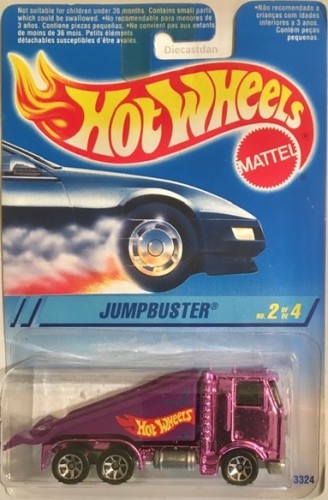 Not suitable for children under 36 months. Contains small parts
which could be swallowed. •No recomendable para menores de
3 años. Contiene piezas pequeñas. •Ne convient pas aux enfants
de moins de 36 mois. Petits éléments
détachables susceptibles d'être avalés.
•Não recomendado a
crianças com idades
inferiores a 3 anos.
Contém peças
pequenas.
Diecastdan
HOT WHEELS
MATTEL
JUMPBUSTER®
NO. 2 OF DE 4
HOT WHEELS
3324